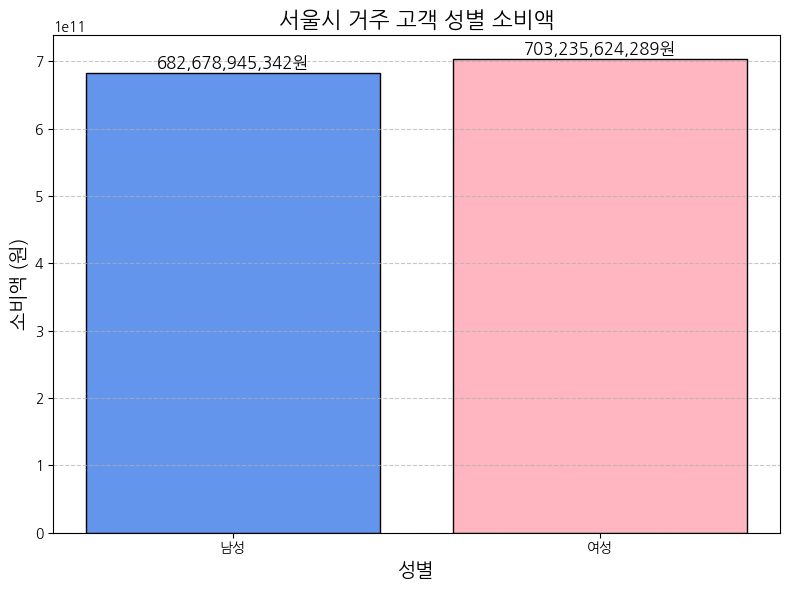 서울시 거주 고객 성별 소비액
1e11
7
6
5
4
3
2
1
0
소비액 (원)
682,678,945,342원
703,235,624,289원
남성
여성
성별